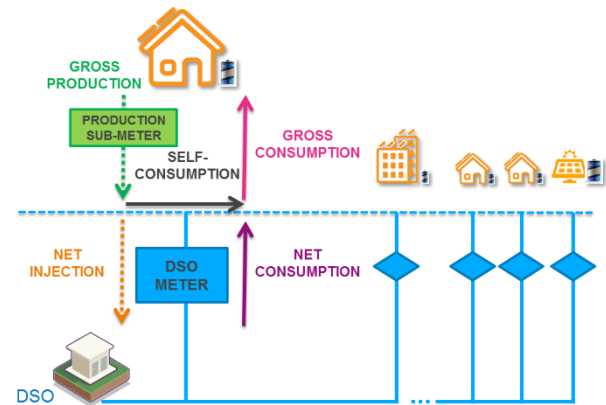 GROSS
PRODUCTION
PRODUCTION
SUB-METER
SELF-
CONSUMPTION
GROSS
CONSUMPTION
NET
INJECTION
DSO
METER
NET
CONSUMPTION
DSO
...